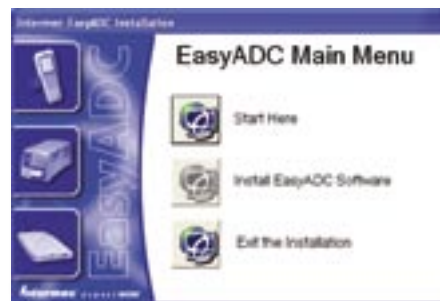 Intermec EasyADC Installation
EasyADC Main Menu
EasyADC
Start Here
Install EasyADC Software
Exit the Installation
Intermec